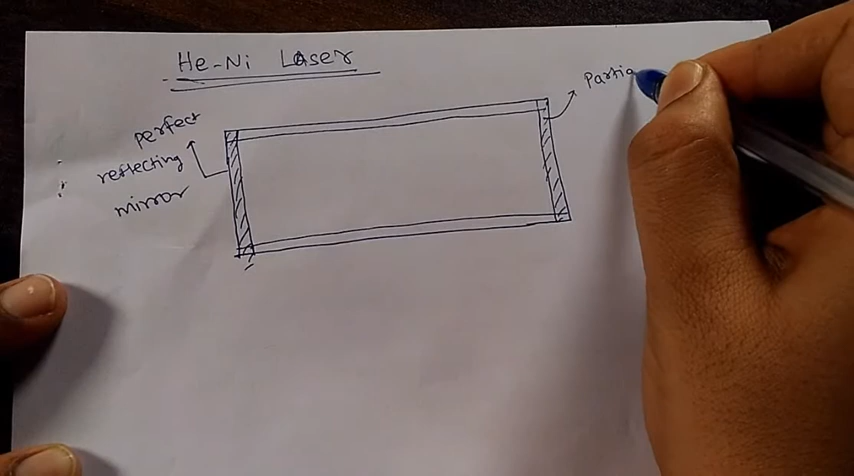 He-Ni Laser
perfect
reflecting
mirror
Partia